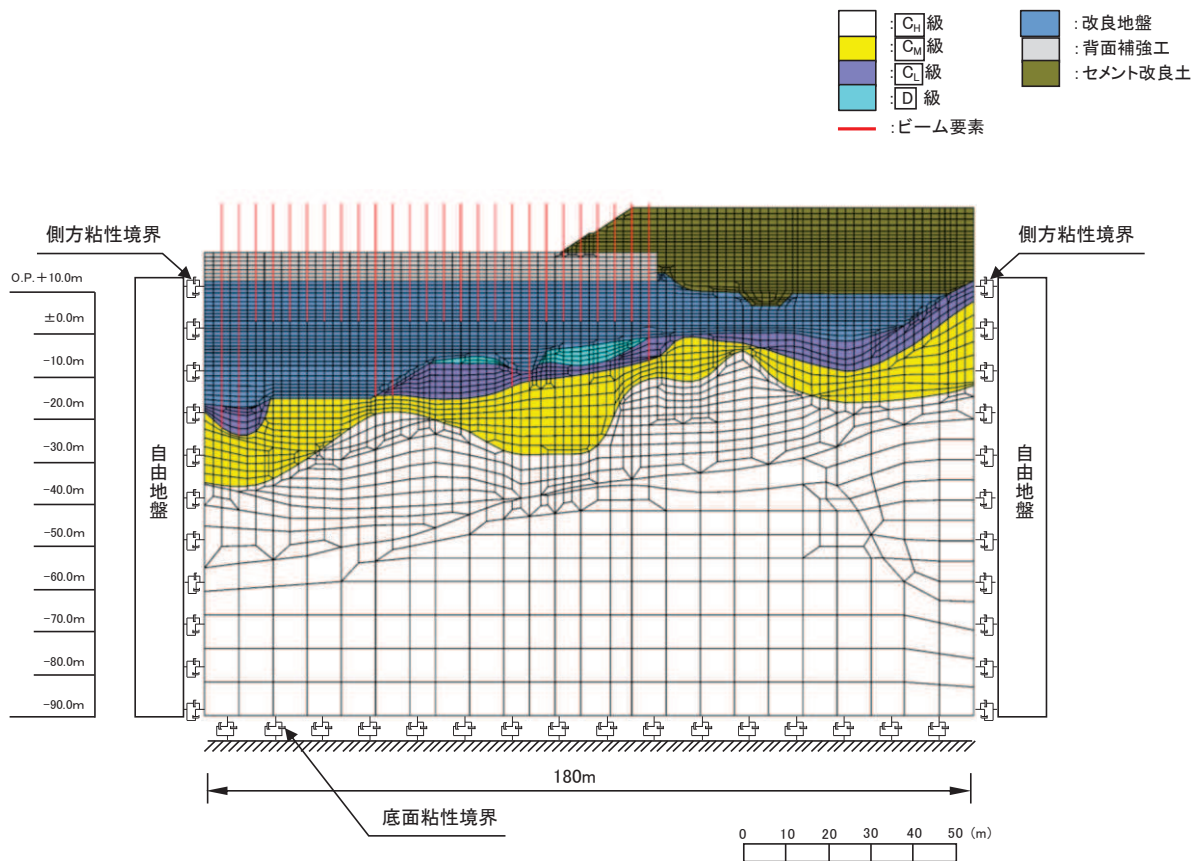 :C_H級
:C_M級
:C_L級
:D 級
:ビーム要素
:改良地盤
:背面補強工
:セメント改良土
側方粘性境界
側方粘性境界
O.P.+10.0m
±0.0m
-10.0m
-20.0m
-30.0m
-40.0m
-50.0m
-60.0m
-70.0m
-80.0m
-90.0m
自由地盤
自由地盤
180m
底面粘性境界
0 10 20 30 40 50 (m)